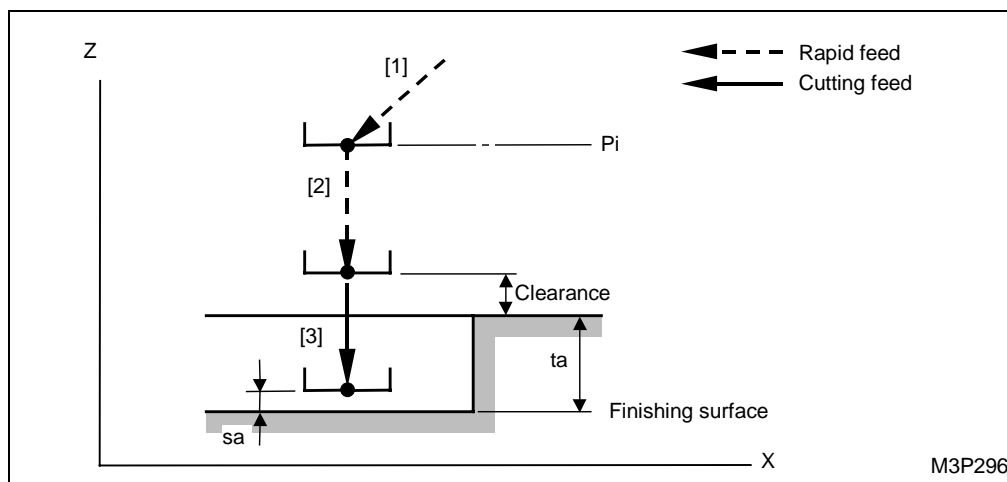 Z
[1]
Rapid feed
Cutting feed
Pi
[2]
Clearance
[3]
ta
Finishing surface
sa
X
M3P296